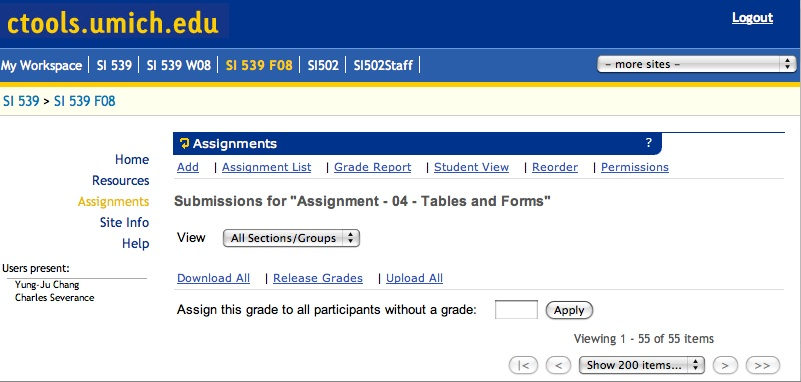 ctools.umich.edu
Logout
My Workspace | SI 539 | SI 539 W08 | SI 539 F08 | SI502 | SI502Staff
- more sites -
SI 539 > SI 539 F08
Home
Resources
Assignments
Site Info
Help
Users present:
Yung-Ju Chang
Charles Severance
Assignments ?
Add | Assignment List | Grade Report | Student View | Reorder | Permissions
Submissions for "Assignment - 04 - Tables and Forms"
View All Sections/Groups
Download All | Release Grades | Upload All
Assign this grade to all participants without a grade: Apply
Viewing 1 - 55 of 55 items
|< < Show 200 items... > >>